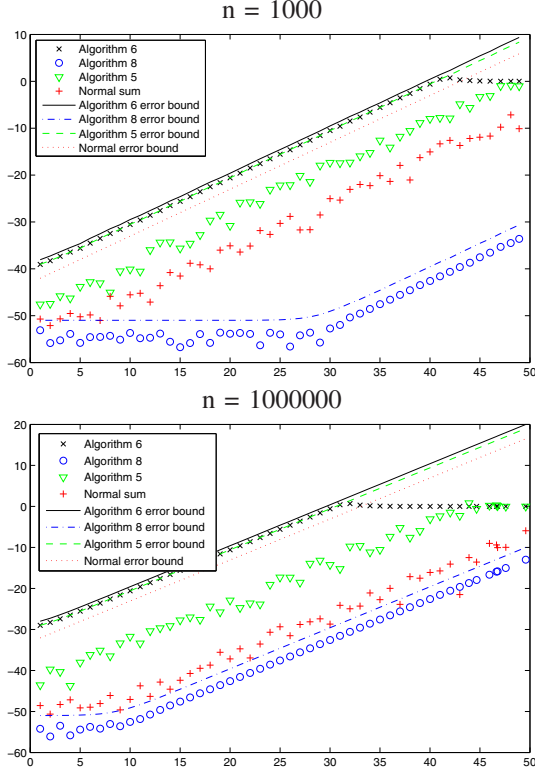 n = 1000
20
10
0
−10
−20
−30
−40
−50
−60
Algorithm 6
Algorithm 8
Algorithm 5
Normal sum
Algorithm 6 error bound
Algorithm 8 error bound
Algorithm 5 error bound
Normal error bound
0 5 10 15 20 25 30 35 40 45 50
n = 1000000
20
10
0
−10
−20
−30
−40
−50
−60
Algorithm 6
Algorithm 8
Algorithm 5
Normal sum
Algorithm 6 error bound
Algorithm 8 error bound
Algorithm 5 error bound
Normal error bound
0 5 10 15 20 25 30 35 40 45 50